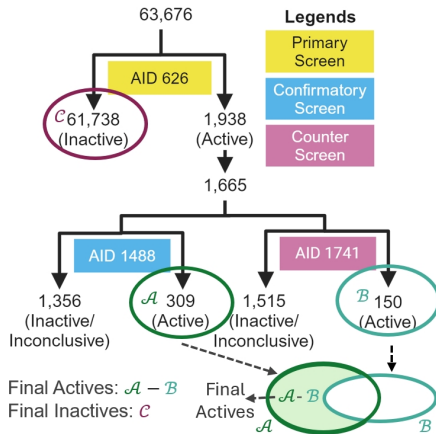 63,676
Legends
Primary
Screen
AID 626
Confirmatory
Screen
𝒞 61,738
(Inactive)
1,938
(Active)
Counter
Screen
1,665
AID 1488
AID 1741
1,356
(Inactive/
Inconclusive)
𝒜 309
(Active)
1,515
(Inactive/
Inconclusive)
ℬ 150
(Active)
Final Actives: 𝒜 – ℬ
Final Inactives: 𝒞
Final
Actives
𝒜 - ℬ
𝒜
ℬ